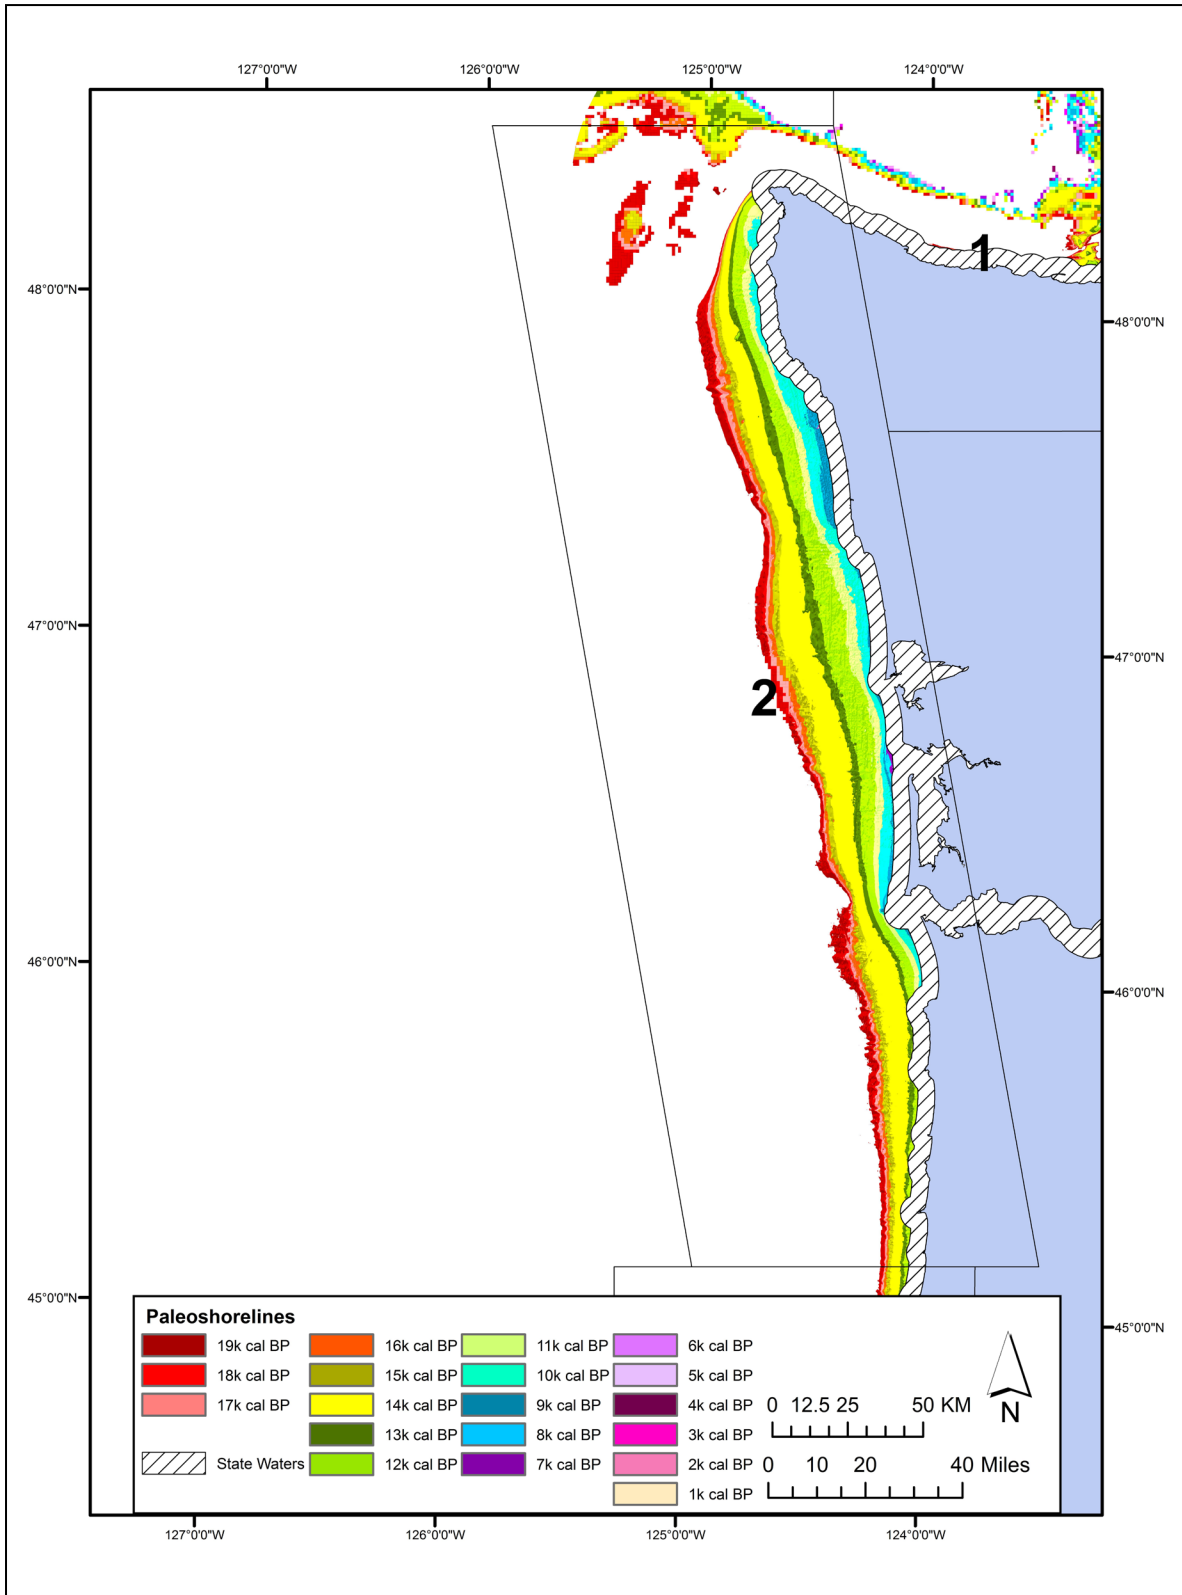 127°0'0"W 126°0'0"W 125°0'0"W 124°0'0"W
1
48°0'0"N
48°0'0"N
47°0'0"N
47°0'0"N
2
46°0'0"N
46°0'0"N
45°0'0"N
45°0'0"N
Paleoshorelines
19k cal BP 16k cal BP 11k cal BP 6k cal BP
18k cal BP 15k cal BP 10k cal BP 5k cal BP
17k cal BP 14k cal BP 9k cal BP 4k cal BP
13k cal BP 8k cal BP 3k cal BP
State Waters 12k cal BP 7k cal BP 2k cal BP
1k cal BP
0 12.5 25 50 KM
0 10 20 40 Miles
N
127°0'0"W 126°0'0"W 125°0'0"W 124°0'0"W